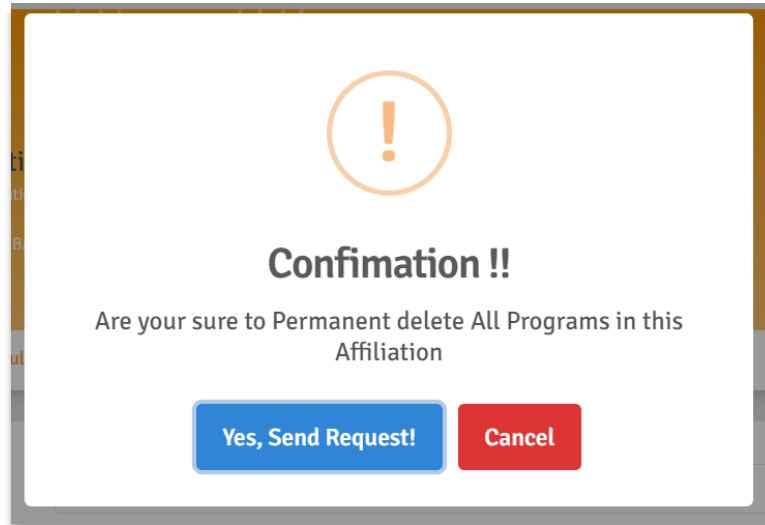 !
Confimation !!
Are your sure to Permanent delete All Programs in this
Affiliation
Yes, Send Request!
Cancel